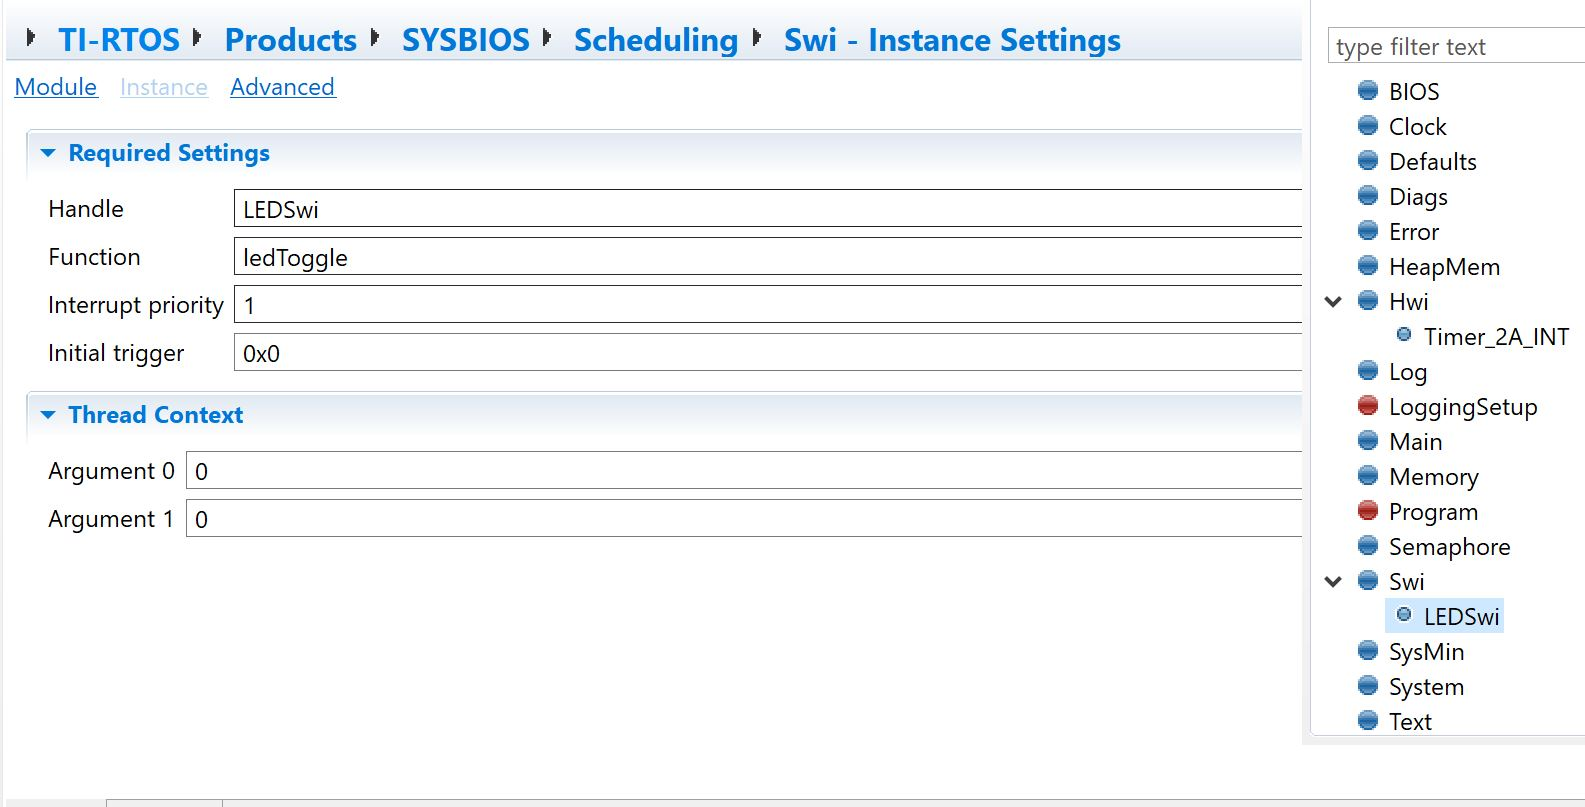 TI-RTOS Products SYSBIOS Scheduling Swi - Instance Settings
Module Instance Advanced
Required Settings
Handle LEDSwi
Function ledToggle
Interrupt priority 1
Initial trigger 0x0
Thread Context
Argument 0 0
Argument 1 0
type filter text
BIOS
Clock
Defaults
Diags
Error
HeapMem
Hwi
Timer_2A_INT
Log
LoggingSetup
Main
Memory
Program
Semaphore
Swi
LEDSwi
SysMin
System
Text